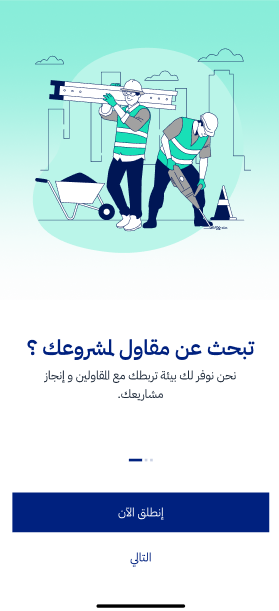 تبحث عن مقاول لمشروعك ؟
نحن نوفر لك بيئة تربطك مع المقاولين و إنجاز
مشاريعك.
إنطلق الآن
التالي